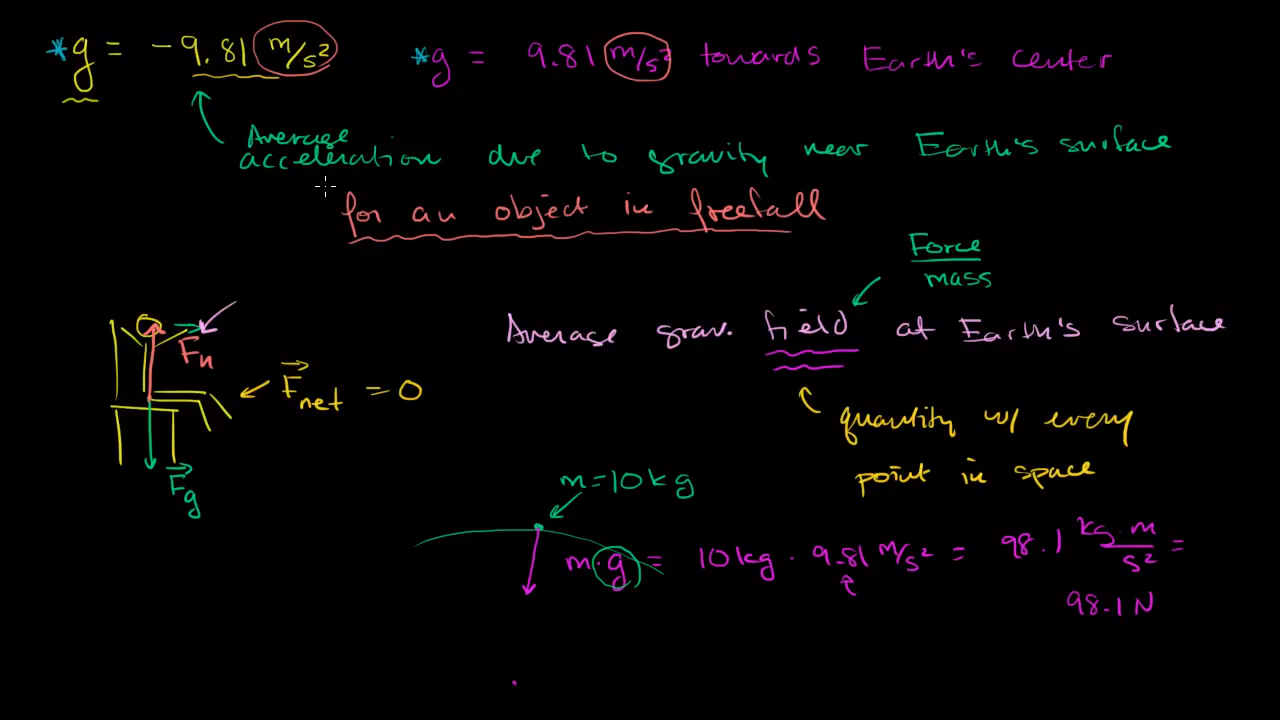 *g = -9.81 m/s²
*g = 9.81 m/s² towards Earth's center
Average
acceleration due to gravity near Earth's surface
for an object in freefall
Force
mass
Average grav. field at Earth's surface
Fn
Fnet = 0
quantity w/ every
point in space
Fg
m=10kg
m·g = 10kg · 9.81 m/s² = 98.1 kg·m/s² =
98.1N